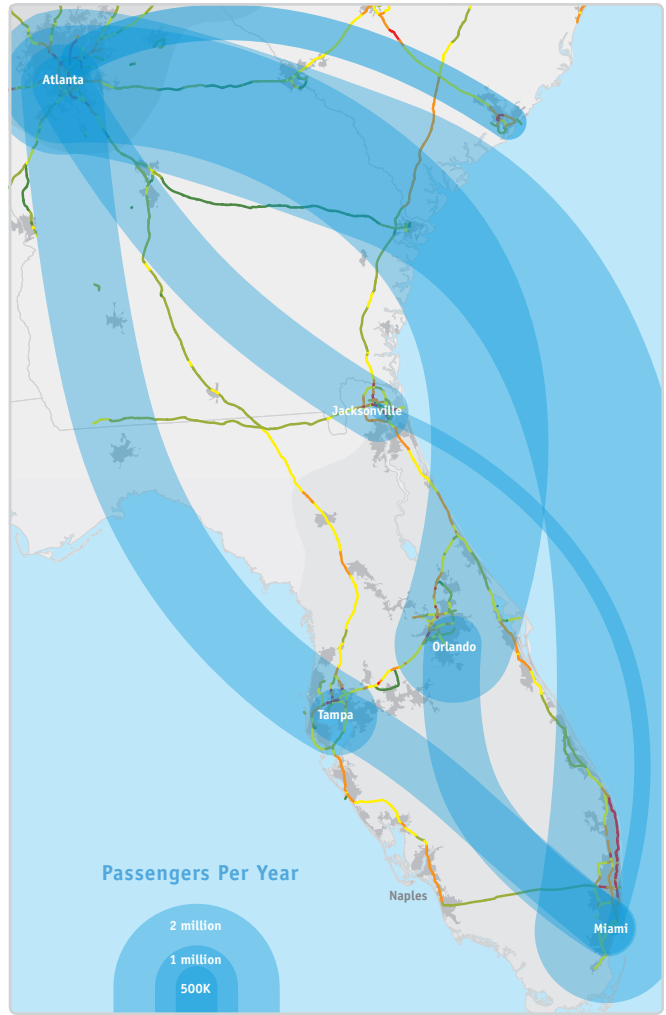 Atlanta
Jacksonville
Orlando
Tampa
Passengers Per Year
Naples
2 million
Miami
1 million
500K